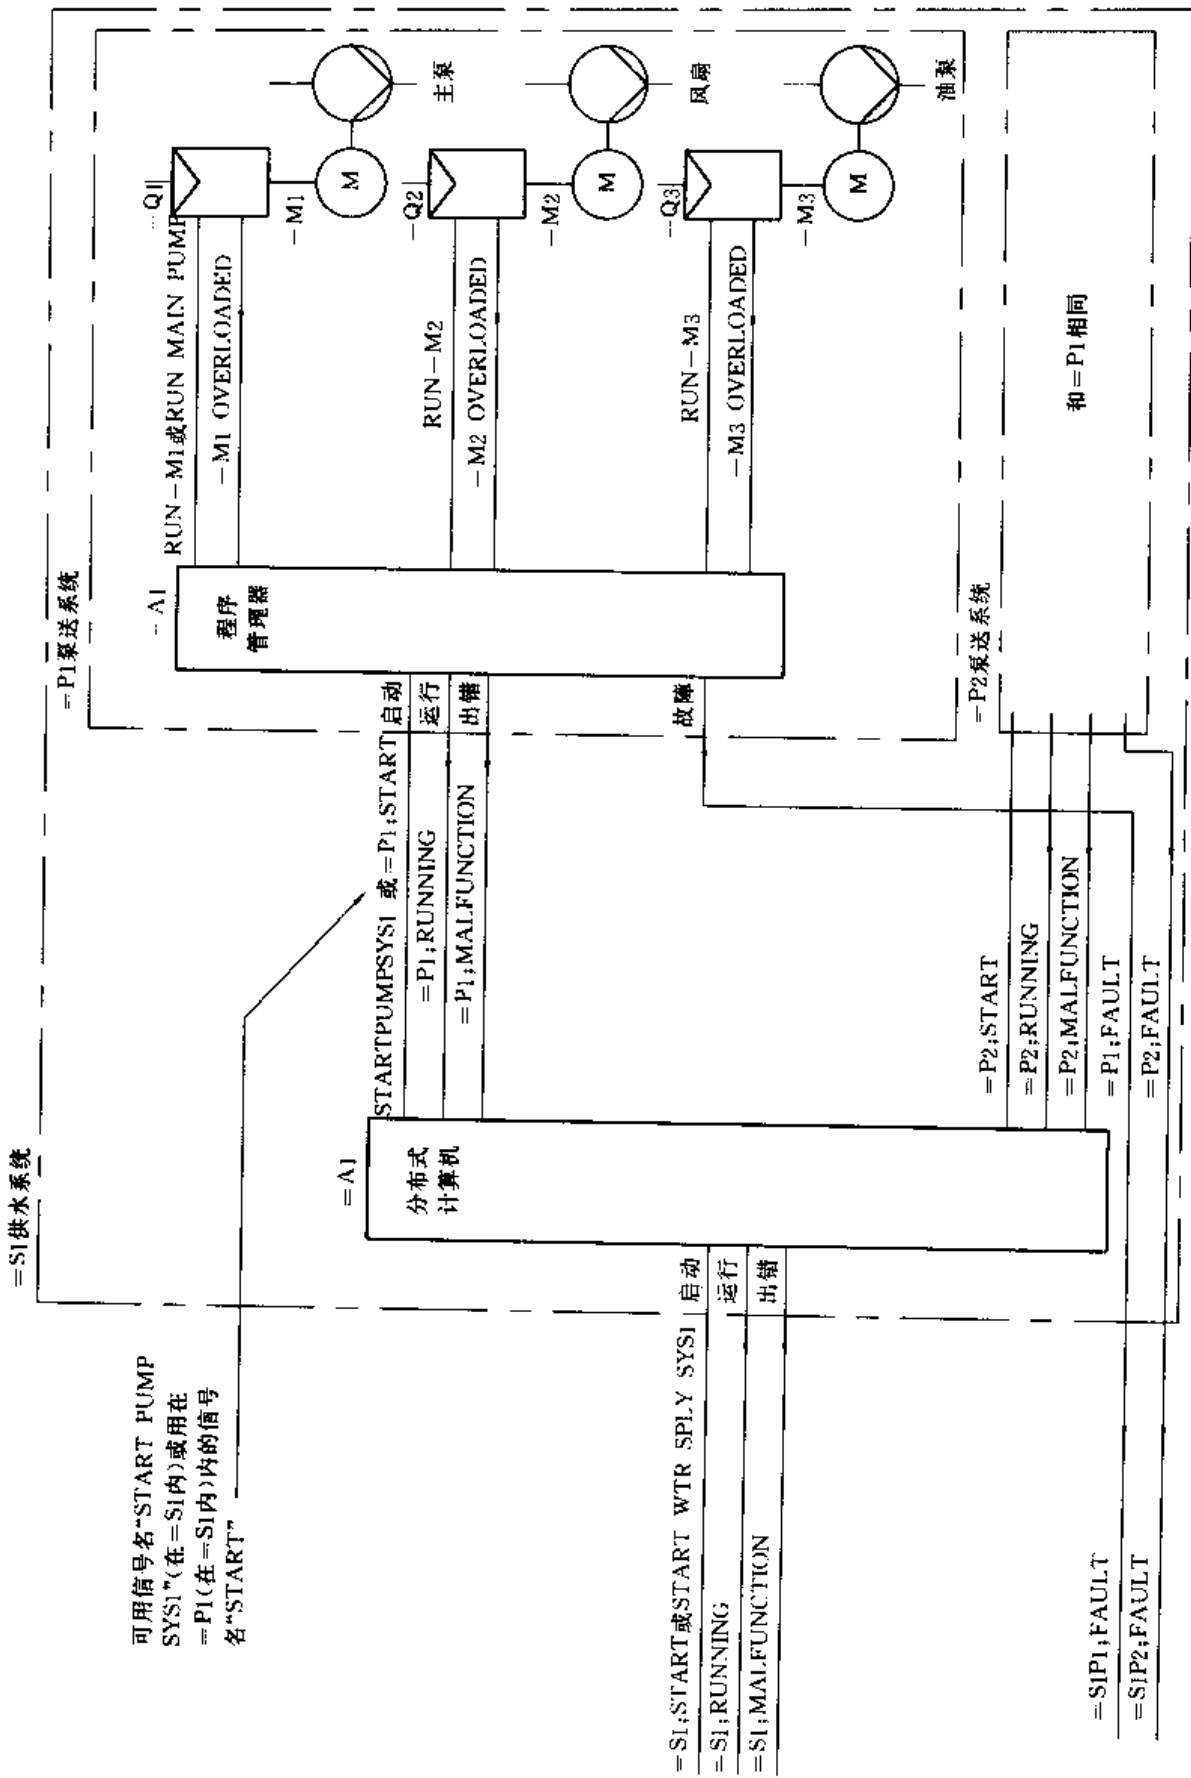 =S1供水系统
=P1泵送系统
可用信号名“START PUMP
SYS1”(在=S1内)或用在
=P1(在=S1内)内的信号
名“START”
-A1
程序
管理器
RUN-M1或RUN MAIN PUMP
-M1 OVERLOADED
-Q1
-M1
M
主泵
RUN-M2
-M2 OVERLOADED
-Q2
-M2
M
风扇
RUN-M3
-M3 OVERLOADED
-Q3
-M3
M
油泵
STARTPUMPSYS1 或=P1;START
启动
=P1;RUNNING
运行
=P1;MALFUNCTION
出错
故障
=A1
分布式
计算机
=S1;START或START WTR SPLY SYS1
启动
=S1;RUNNING
运行
=S1;MALFUNCTION
出错
=P2泵送系统
和=P1相同
=P2;START
=P2;RUNNING
=P2;MALFUNCTION
=P1;FAULT
=P2;FAULT
=S1P1;FAULT
=S1P2;FAULT